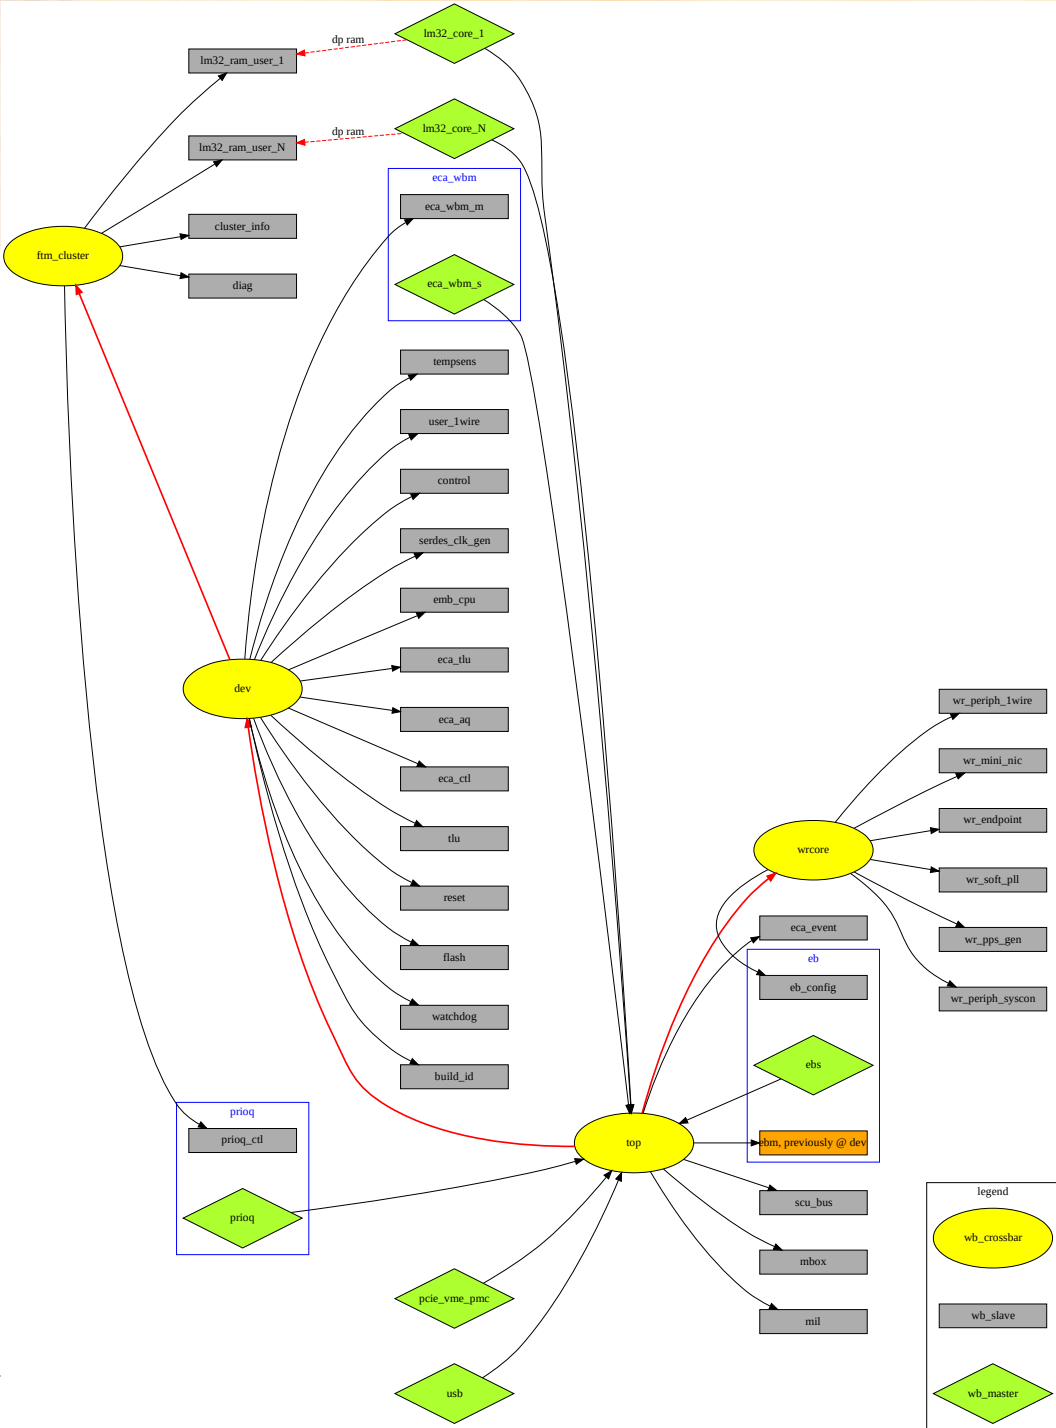 lm32_core_1
dp ram
lm32_ram_user_1
lm32_core_N
dp ram
lm32_ram_user_N
eca_wbm
eca_wbm_m
cluster_info
ftm_cluster
diag
eca_wbm_s
tempsens
user_1wire
control
serdes_clk_gen
emb_cpu
eca_tlu
dev
eca_aq
eca_ctl
tlu
reset
flash
watchdog
build_id
wr_periph_1wire
wr_mini_nic
wr_endpoint
wrcore
wr_soft_pll
eca_event
wr_pps_gen
eb
eb_config
wr_periph_syscon
ebs
prioq
prioq_ctl
top
ebm, previously @ dev
prioq
scu_bus
mbox
mil
pcie_vme_pmc
usb
legend
wb_crossbar
wb_slave
wb_master